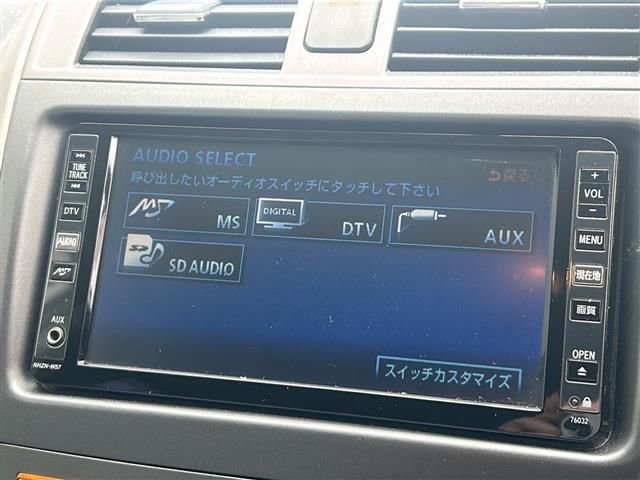 TUNE
TRACK
DTV
AUDIO
MS
AUX
NHZN-W57
AUDIO SELECT
呼び出したいオーディオスイッチにタッチして下さい
戻る
MS
MS
DIGITAL
DTV
AUX
SD
SD AUDIO
スイッチカスタマイズ
+
VOL
−
MENU
現在地
画質
OPEN
C
76032